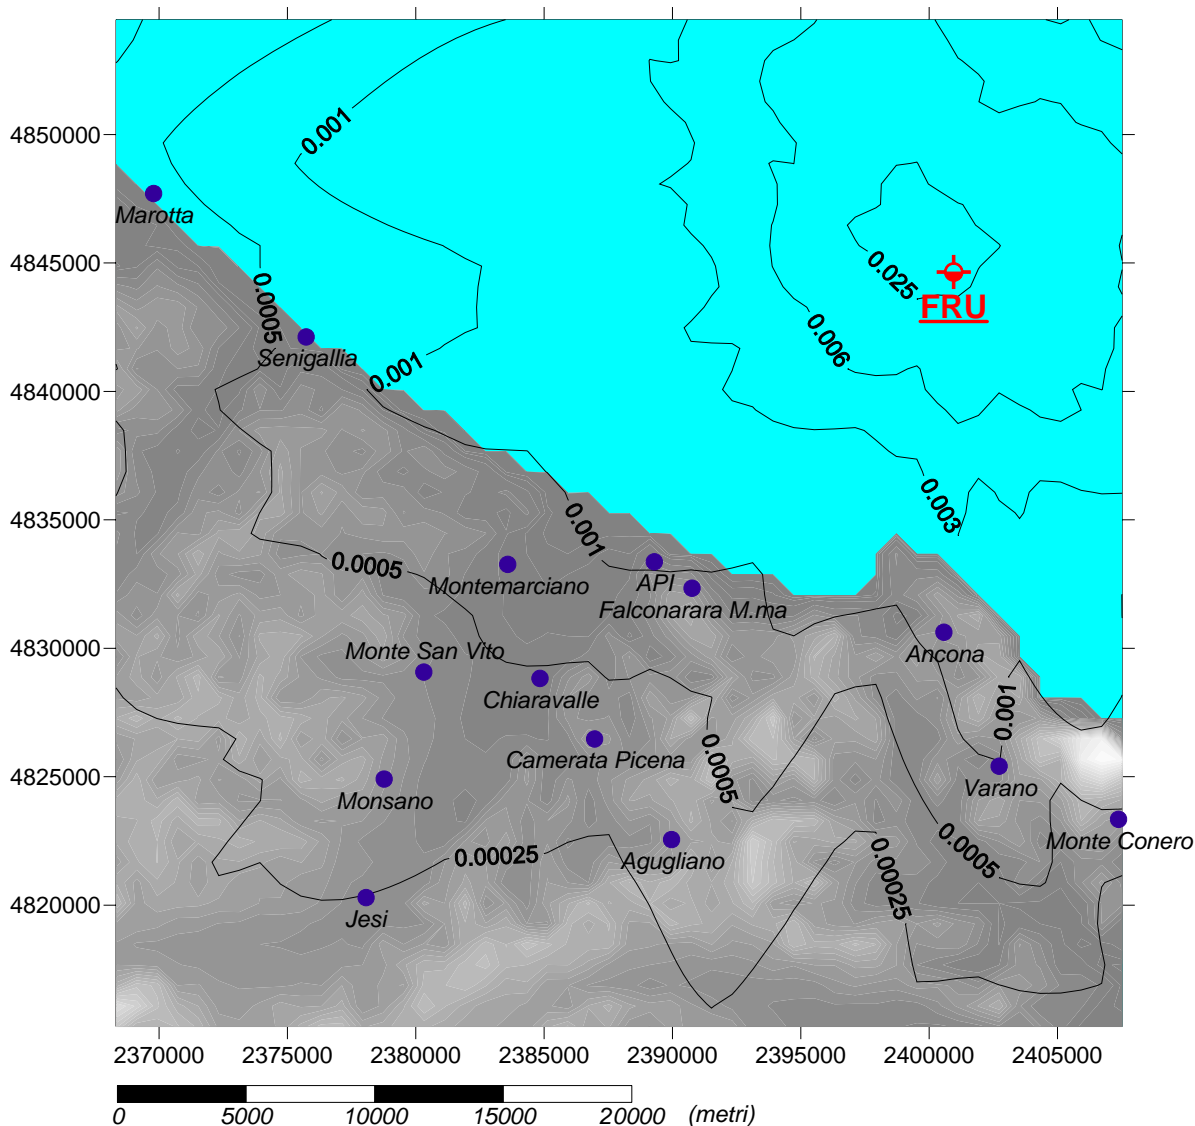 0.001
4850000
Marotta
4845000
0.025
0.0005
FRU
0.006
Senigallia
0.001
4840000
4835000
0.003
0.001
0.0005
API
Montemarciano
Falconarara M.ma
4830000
Monte San Vito
Ancona
Chiaravalle
0.001
Camerata Picena
0.0005
4825000
Varano
Monsano
Monte Conero
0.0005
0.00025
Agugliano
0.00025
4820000
Jesi
2370000 2375000 2380000 2385000 2390000 2395000 2400000 2405000
0 5000 10000 15000 20000 (metri)